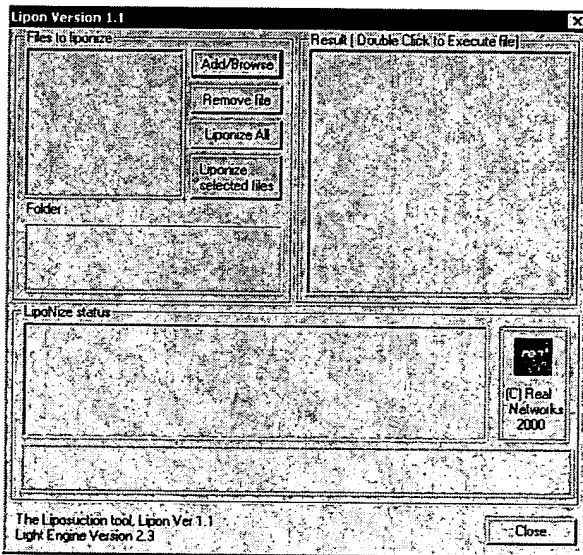 Lipon Version 1.1
Files to liponize
Result [ Double Click to Execute file]
Add/Browse
Remove file
Liponize All
Liponize
selected files
Folder :
LipoNize status
real
(C) Real
Networks
2000
The Liposuction tool, Lipon Ver 1.1
Light Engine Version 2.3
Close